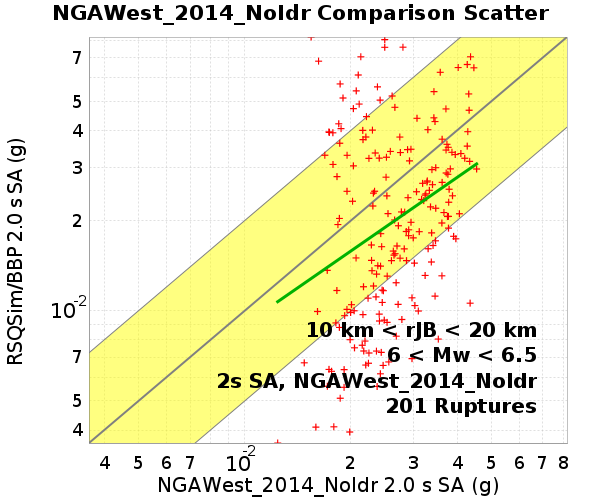 NGAWest_2014_NoIdr Comparison Scatter
7
5
4
3
2
10-2
7
5
4
RSQSim/BBP 2.0 s SA (g)
10 km < rJB < 20 km
6 < Mw < 6.5
2s SA, NGAWest_2014_NoIdr
201 Ruptures
4 5 6 7 10-2 2 3 4 5 6 7 8
NGAWest_2014_NoIdr 2.0 s SA (g)